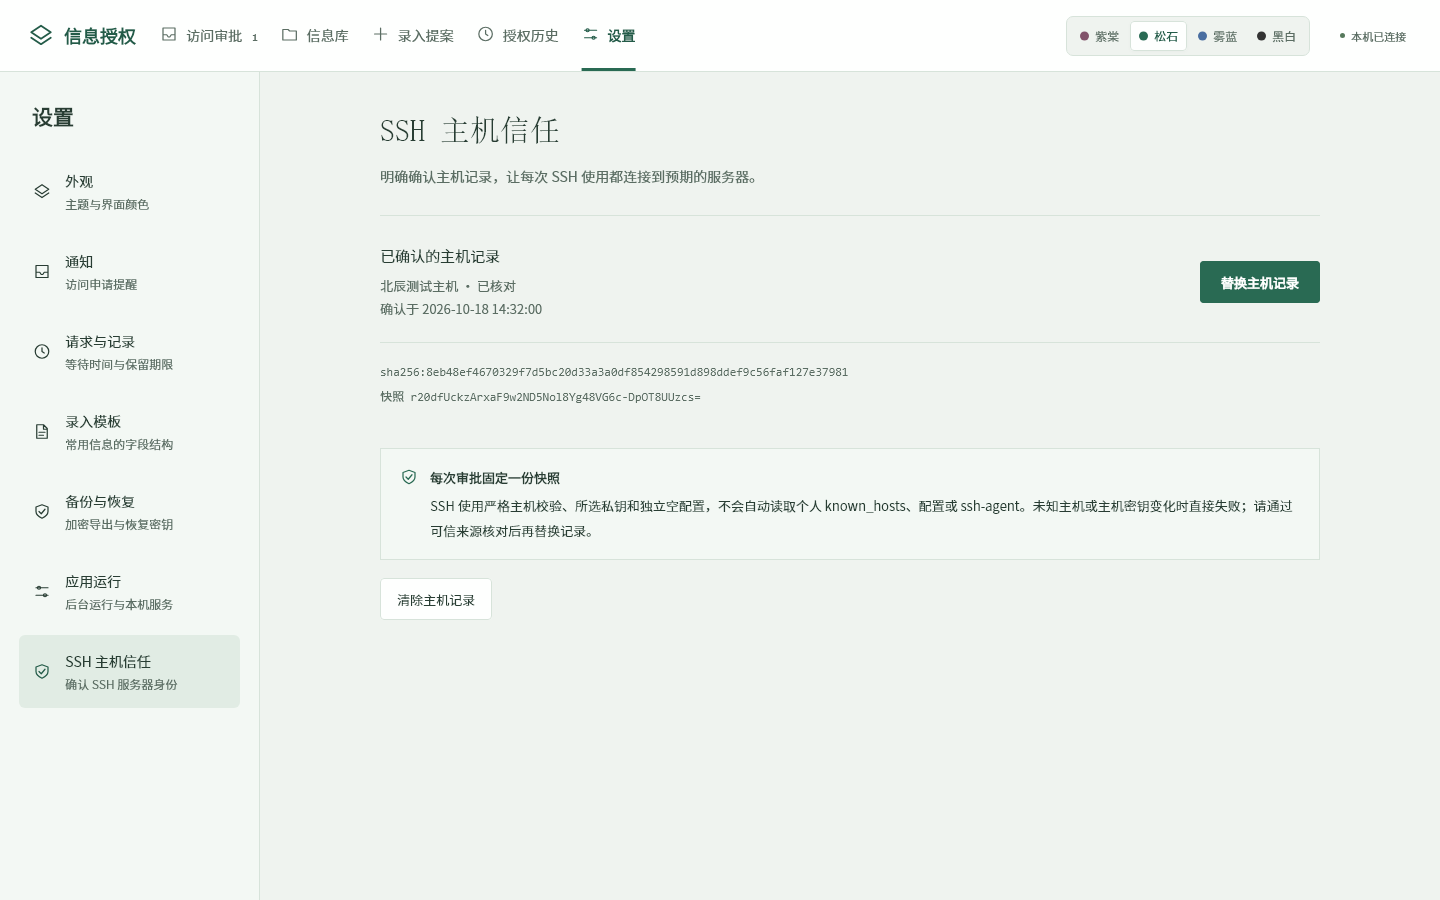 信息授权
访问审批 1
信息库
录入提案
授权历史
设置
紫棠
松石
雾蓝
黑白
本机已连接
设置
外观
主题与界面颜色
通知
访问申请提醒
请求与记录
等待时间与保留期限
录入模板
常用信息的字段结构
备份与恢复
加密导出与恢复密钥
应用运行
后台运行与本机服务
SSH 主机信任
确认 SSH 服务器身份
SSH 主机信任
明确确认主机记录，让每次 SSH 使用都连接到预期的服务器。
已确认的主机记录
北辰测试主机 · 已核对
确认于 2026-10-18 14:32:00
替换主机记录
sha256:8eb48ef4670329f7d5bc20d33a3a0df854298591d898ddef9c56faf127e37981
快照 r20dfUckzArxaF9w2ND5Nol8Yg48VG6c-DpOT8UUzcs=
每次审批固定一份快照
SSH 使用严格主机校验、所选私钥和独立空配置，不会自动读取个人 known_hosts、配置或 ssh-agent。未知主机或主机密钥变化时直接失败；请通过
可信来源核对后再替换记录。
清除主机记录